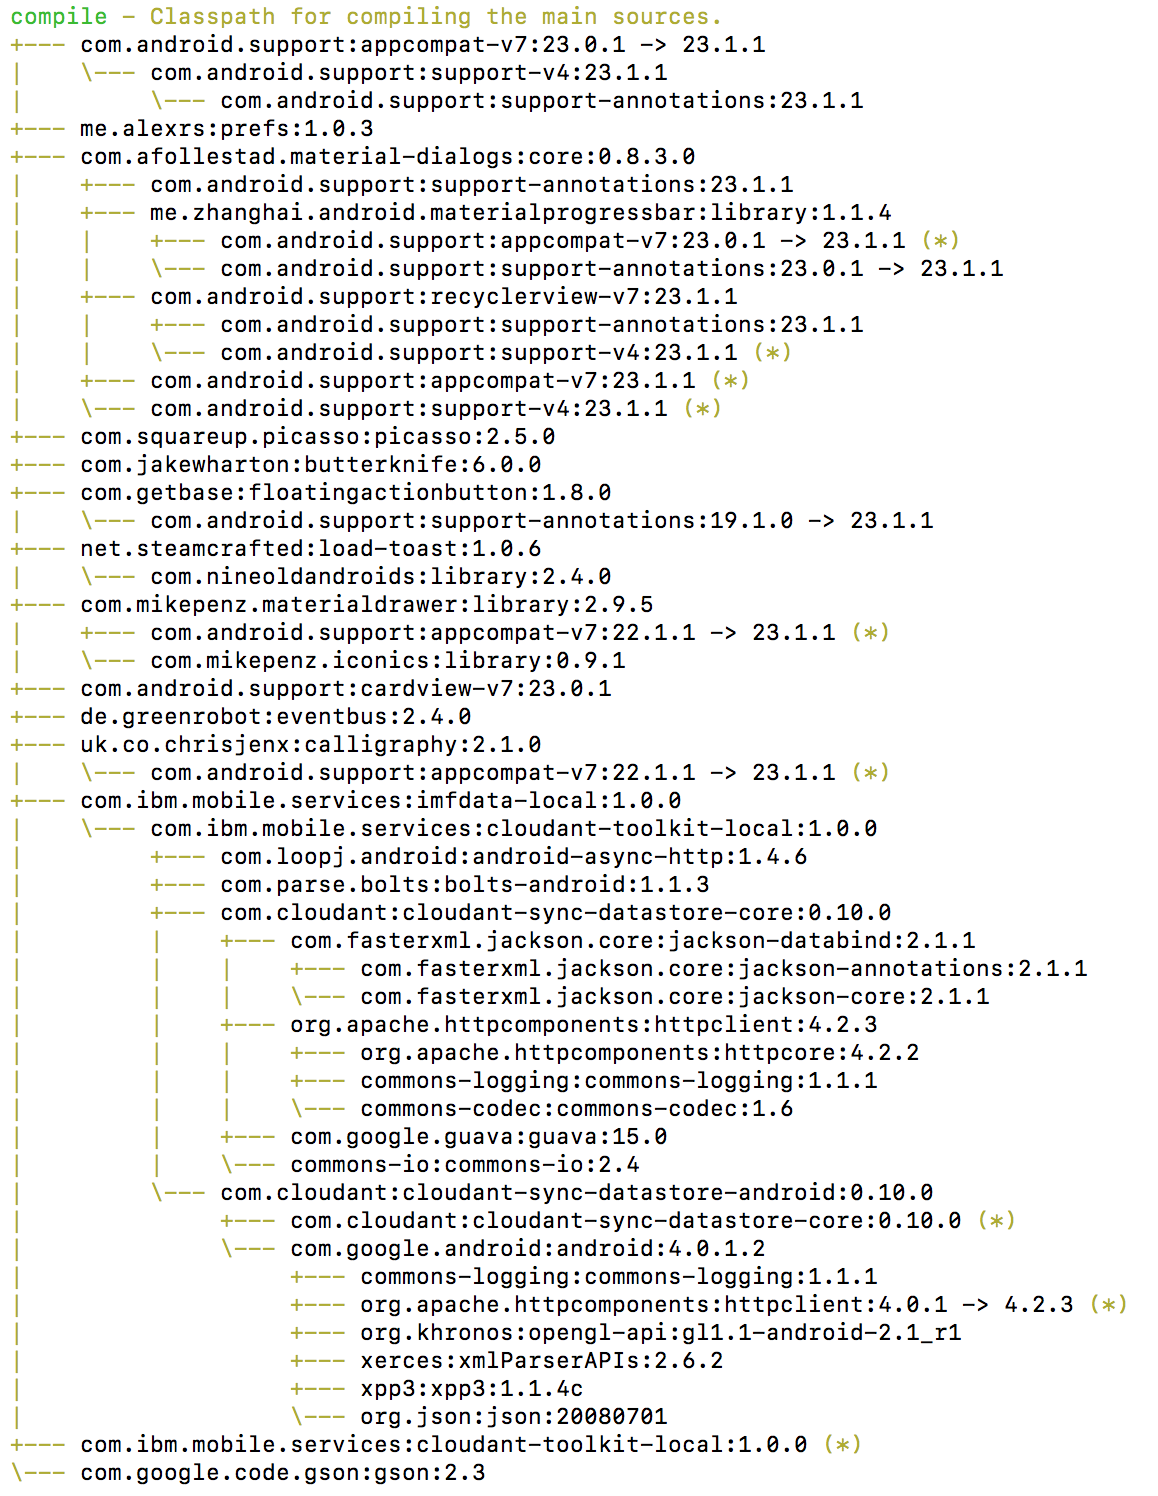 compile - Classpath for compiling the main sources.
+--- com.android.support:appcompat-v7:23.0.1 -> 23.1.1
|    \--- com.android.support:support-v4:23.1.1
|         \--- com.android.support:support-annotations:23.1.1
+--- me.alexrs:prefs:1.0.3
+--- com.afollestad.material-dialogs:core:0.8.3.0
|    +--- com.android.support:support-annotations:23.1.1
|    +--- me.zhanghai.android.materialprogressbar:library:1.1.4
|    |    +--- com.android.support:appcompat-v7:23.0.1 -> 23.1.1 (*)
|    |    \--- com.android.support:support-annotations:23.0.1 -> 23.1.1
|    +--- com.android.support:recyclerview-v7:23.1.1
|    |    +--- com.android.support:support-annotations:23.1.1
|    |    \--- com.android.support:support-v4:23.1.1 (*)
|    +--- com.android.support:appcompat-v7:23.1.1 (*)
|    \--- com.android.support:support-v4:23.1.1 (*)
+--- com.squareup.picasso:picasso:2.5.0
+--- com.jakewharton:butterknife:6.0.0
+--- com.getbase:floatingactionbutton:1.8.0
|    \--- com.android.support:support-annotations:19.1.0 -> 23.1.1
+--- net.steamcrafted:load-toast:1.0.6
|    \--- com.nineoldandroids:library:2.4.0
+--- com.mikepenz.materialdrawer:library:2.9.5
|    +--- com.android.support:appcompat-v7:22.1.1 -> 23.1.1 (*)
|    \--- com.mikepenz.iconics:library:0.9.1
+--- com.android.support:cardview-v7:23.0.1
+--- de.greenrobot:eventbus:2.4.0
+--- uk.co.chrisjenx:calligraphy:2.1.0
|    \--- com.android.support:appcompat-v7:22.1.1 -> 23.1.1 (*)
+--- com.ibm.mobile.services:imfdata-local:1.0.0
|    \--- com.ibm.mobile.services:cloudant-toolkit-local:1.0.0
|         +--- com.loopj.android:android-async-http:1.4.6
|         +--- com.parse.bolts:bolts-android:1.1.3
|         +--- com.cloudant:cloudant-sync-datastore-core:0.10.0
|         |    +--- com.fasterxml.jackson.core:jackson-databind:2.1.1
|         |    |    +--- com.fasterxml.jackson.core:jackson-annotations:2.1.1
|         |    |    \--- com.fasterxml.jackson.core:jackson-core:2.1.1
|         |    +--- org.apache.httpcomponents:httpclient:4.2.3
|         |    |    +--- org.apache.httpcomponents:httpcore:4.2.2
|         |    |    +--- commons-logging:commons-logging:1.1.1
|         |    |    \--- commons-codec:commons-codec:1.6
|         |    +--- com.google.guava:guava:15.0
|         |    \--- commons-io:commons-io:2.4
|         \--- com.cloudant:cloudant-sync-datastore-android:0.10.0
|              +--- com.cloudant:cloudant-sync-datastore-core:0.10.0 (*)
|              \--- com.google.android:android:4.0.1.2
|                   +--- commons-logging:commons-logging:1.1.1
|                   +--- org.apache.httpcomponents:httpclient:4.0.1 -> 4.2.3 (*)
|                   +--- org.khronos:opengl-api:gl1.1-android-2.1_r1
|                   +--- xerces:xmlParserAPIs:2.6.2
|                   +--- xpp3:xpp3:1.1.4c
|                   \--- org.json:json:20080701
+--- com.ibm.mobile.services:cloudant-toolkit-local:1.0.0 (*)
\--- com.google.code.gson:gson:2.3